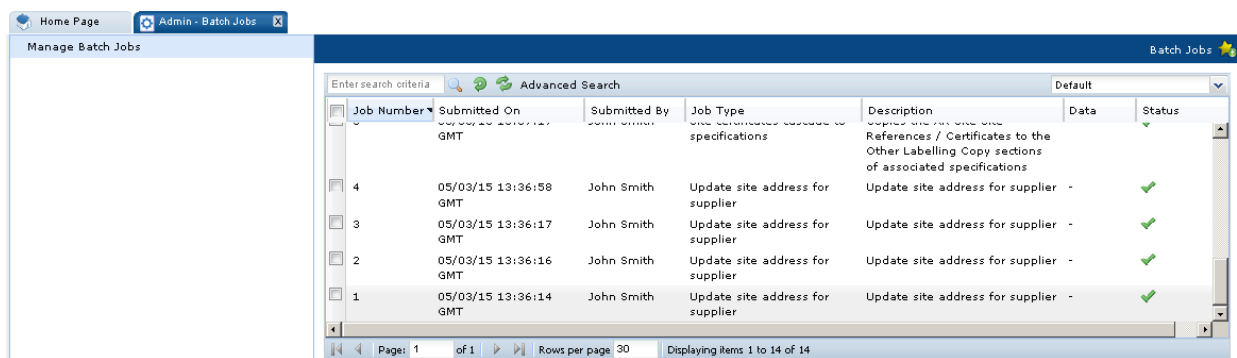 Home Page
Admin - Batch Jobs
Manage Batch Jobs
Batch Jobs
Enter search criteria
Advanced Search
Default
Job Number Submitted On Submitted By Job Type Description Data Status
GMT specifications References / Certificates to the
Other Labelling Copy sections
of associated specifications
4 05/03/15 13:36:58 John Smith Update site address for Update site address for supplier -
GMT supplier
3 05/03/15 13:36:17 John Smith Update site address for Update site address for supplier -
GMT supplier
2 05/03/15 13:36:16 John Smith Update site address for Update site address for supplier -
GMT supplier
1 05/03/15 13:36:14 John Smith Update site address for Update site address for supplier -
GMT supplier
Page: 1 of 1 Rows per page 30 Displaying items 1 to 14 of 14